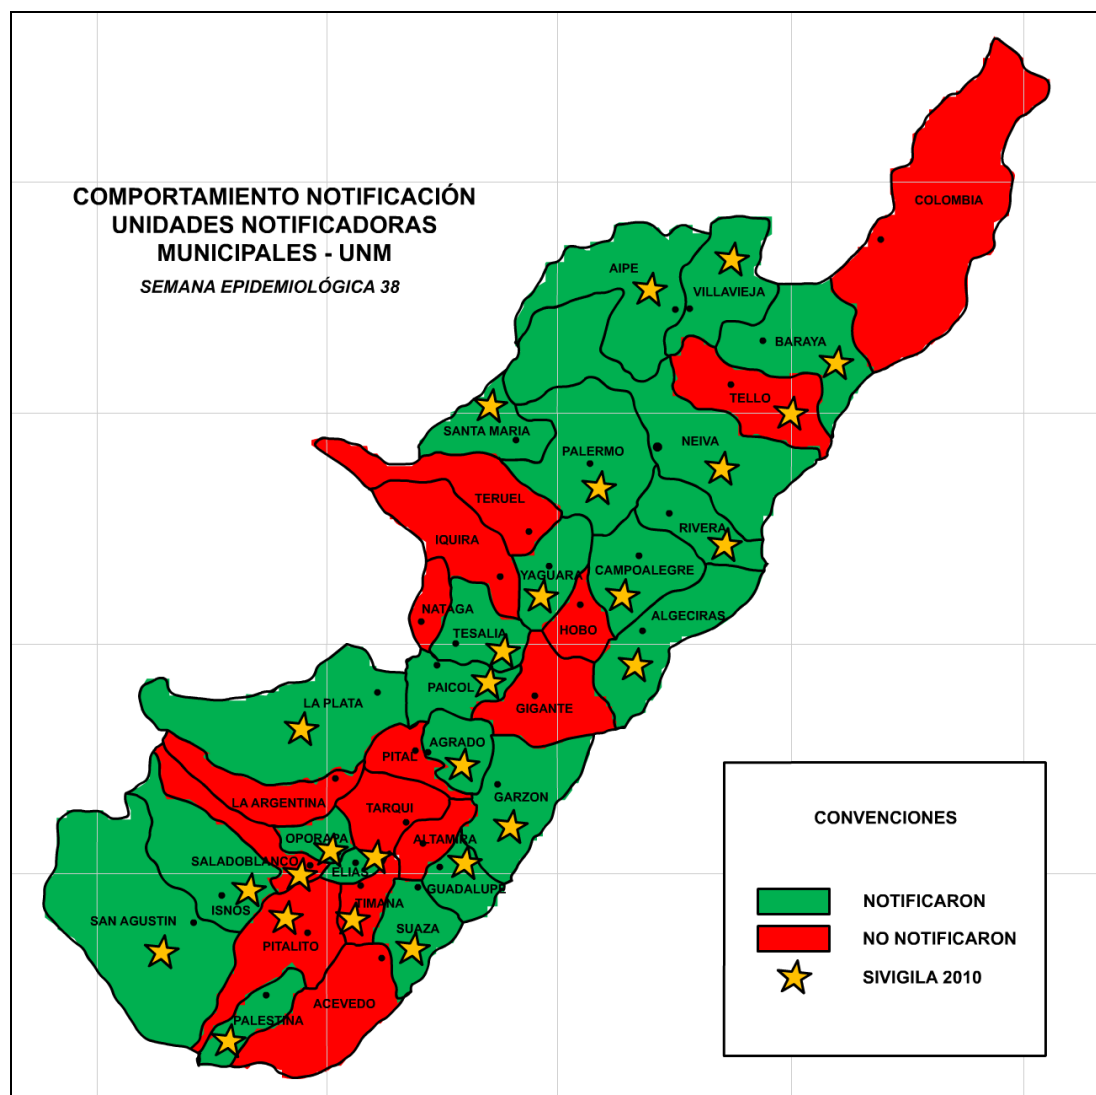 COMPORTAMIENTO NOTIFICACIÓN
UNIDADES NOTIFICADORAS
MUNICIPALES - UNM
SEMANA EPIDEMIOLÓGICA 38
COLOMBIA
AIPE
VILLAVIEJA
BARAYA
TELLO
SANTA MARIA
NEIVA
PALERMO
TERUEL
RIVERA
IQUIRA
CAMPOALEGRE
YAGUARA
NATAGA
ALGECIRAS
TESALIA
HOBO
PAICOL
LA PLATA
GIGANTE
AGRADO
PITAL
GARZON
LA ARGENTINA
TARQUI
OPORAPA
ALTAMIRA
SALADOBLANCO
ELIAS
GUADALUPE
TIMANA
ISNOS
SAN AGUSTIN
SUAZA
PITALITO
ACEVEDO
PALESTINA
CONVENCIONES
NOTIFICARON
NO NOTIFICARON
SIVIGILA 2010